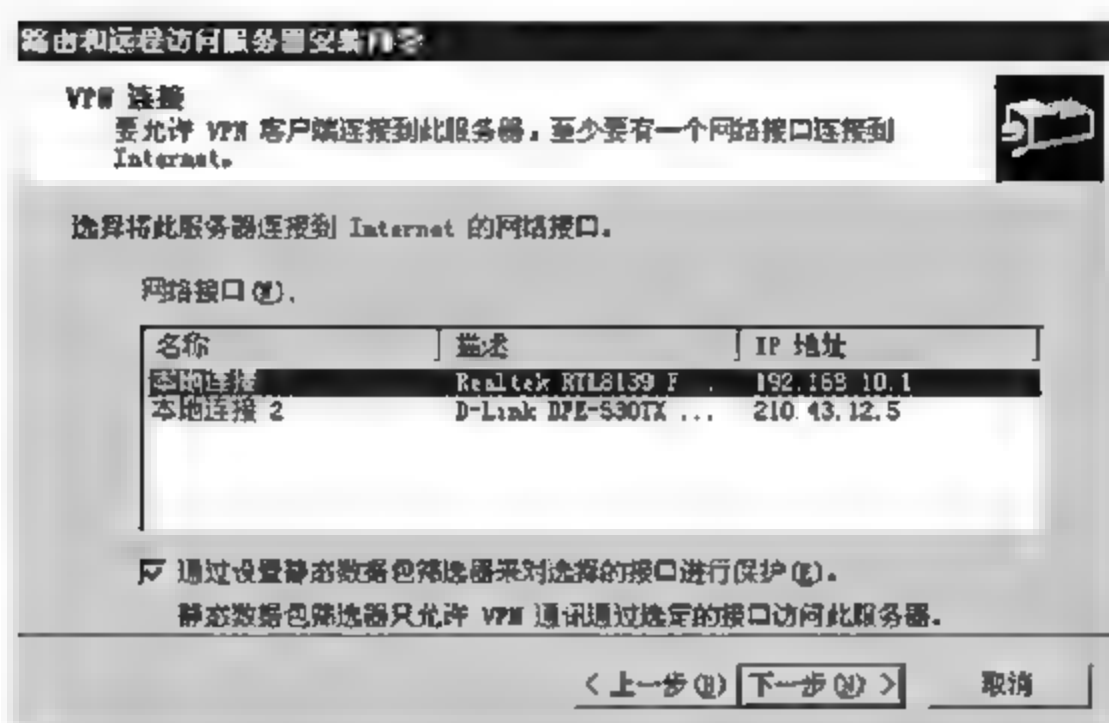 路由和远程访问服务器安装向导
VPN 连接
要允许 VPN 客户端连接到此服务器，至少要有一个网络接口连接到
Internet。
选择将此服务器连接到 Internet 的网络接口。
网络接口(W)：
名称 描述 IP 地址
本地连接 Realtek RTL8139 F... 192.168.10.1
本地连接 2 D-Link DFE-530TX ... 210.43.12.5
通过设置静态数据包筛选器来对选择的接口进行保护(E)。
静态数据包筛选器只允许 VPN 通讯通过选定的接口访问此服务器。
< 上一步(B) 下一步(N) > 取消